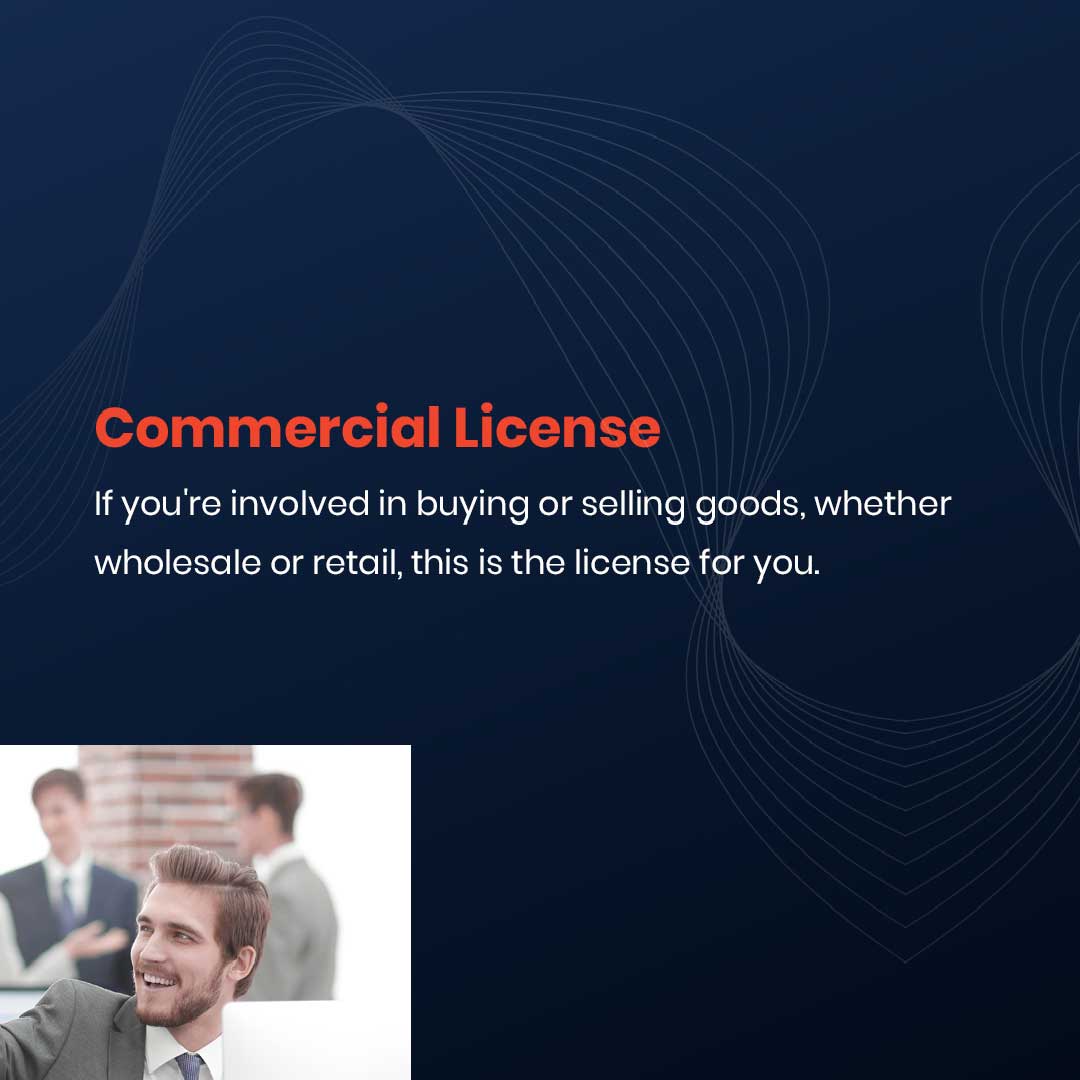 Commercial License
If you're involved in buying or selling goods, whether
wholesale or retail, this is the license for you.